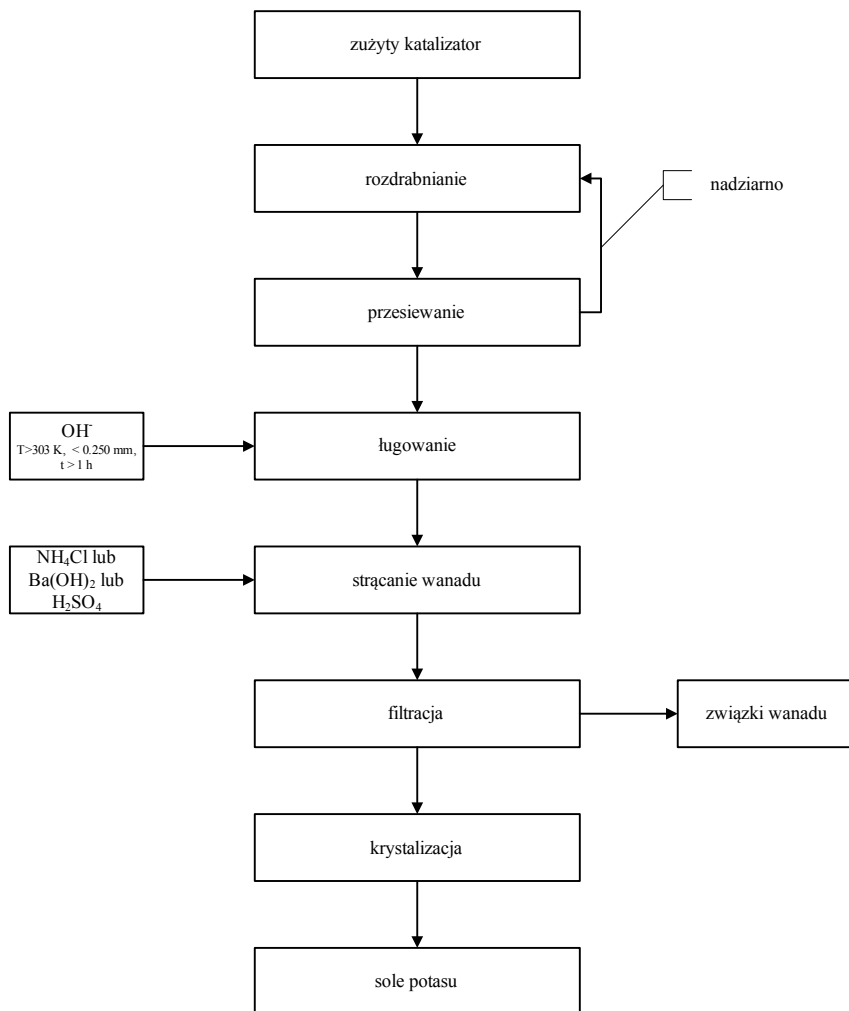 zużyty katalizator
rozdrabnianie
nadziarno
przesiewanie
OH⁻
T>303 K, < 0.250 mm,
t > 1 h
ługowanie
NH₄Cl lub
Ba(OH)₂ lub
H₂SO₄
strącanie wanadu
filtracja
związki wanadu
krystalizacja
sole potasu